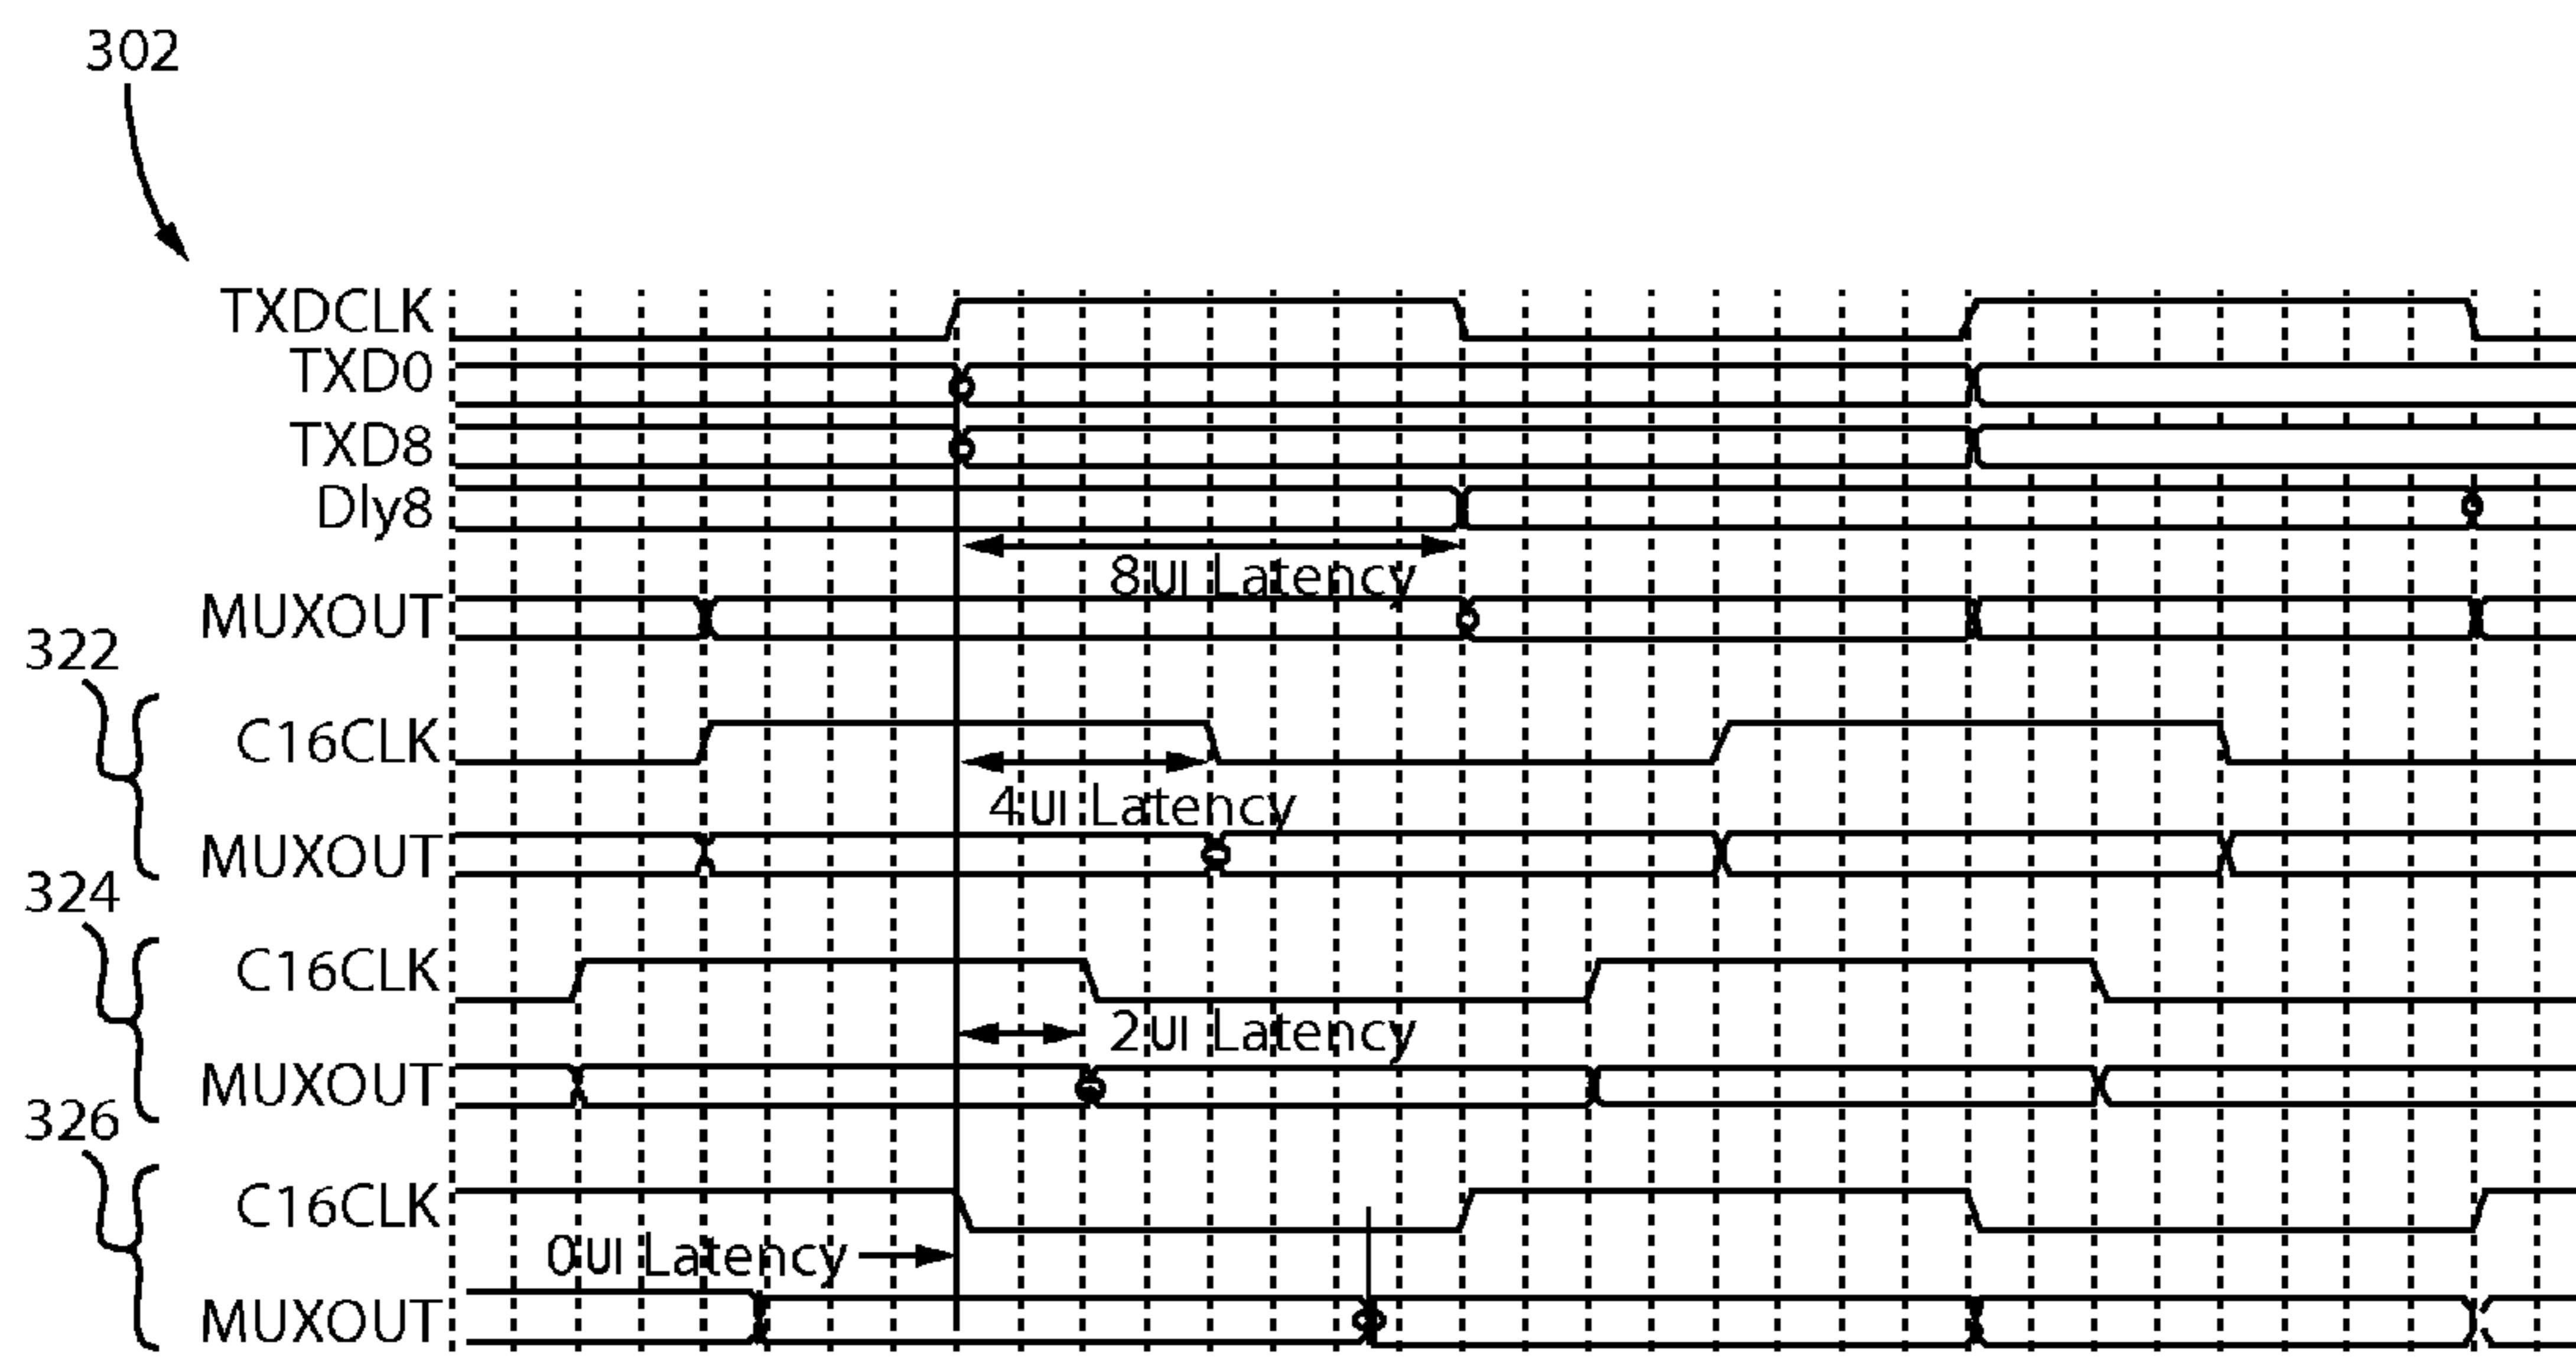 302
TXDCLK
TXD0
TXD8
Dly8
8UI Latency
MUXOUT
322
C16CLK
4UI Latency
MUXOUT
324
C16CLK
2UI Latency
MUXOUT
326
C16CLK
0UI Latency
MUXOUT